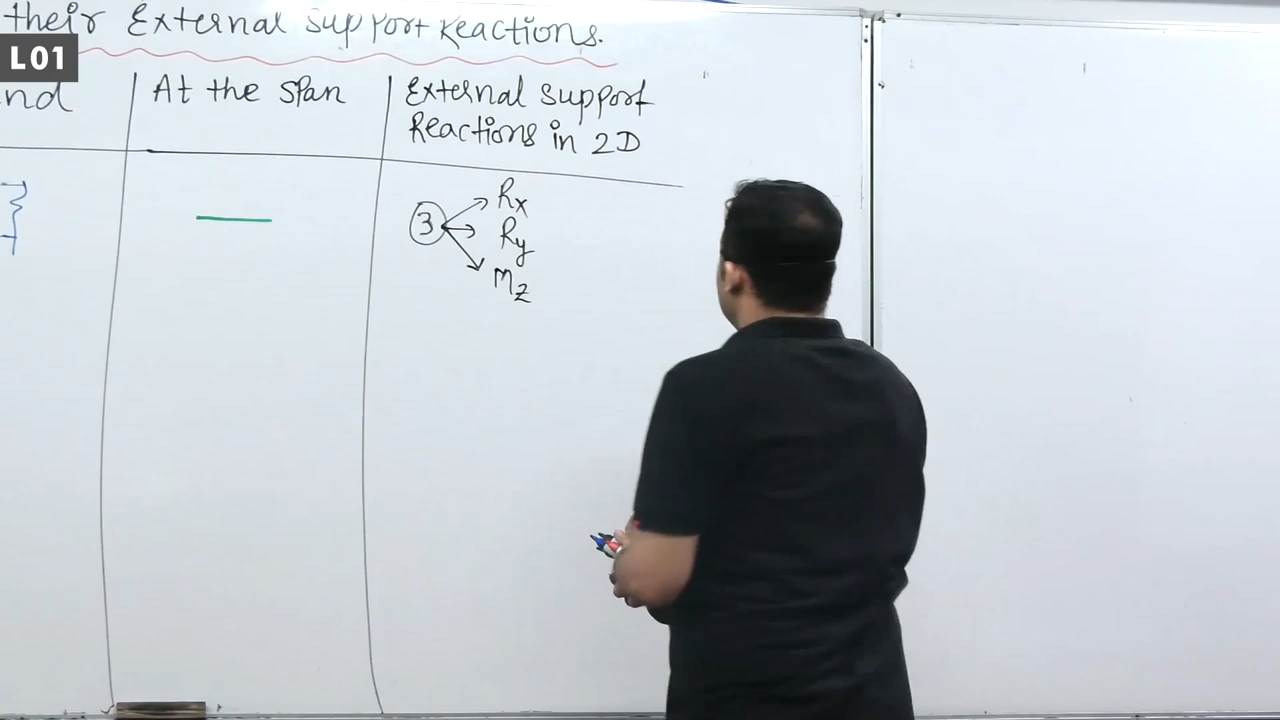 their External support Reactions.
L01
nd
At the span
External support
Reactions in 2D
3
Rx
Ry
Mz